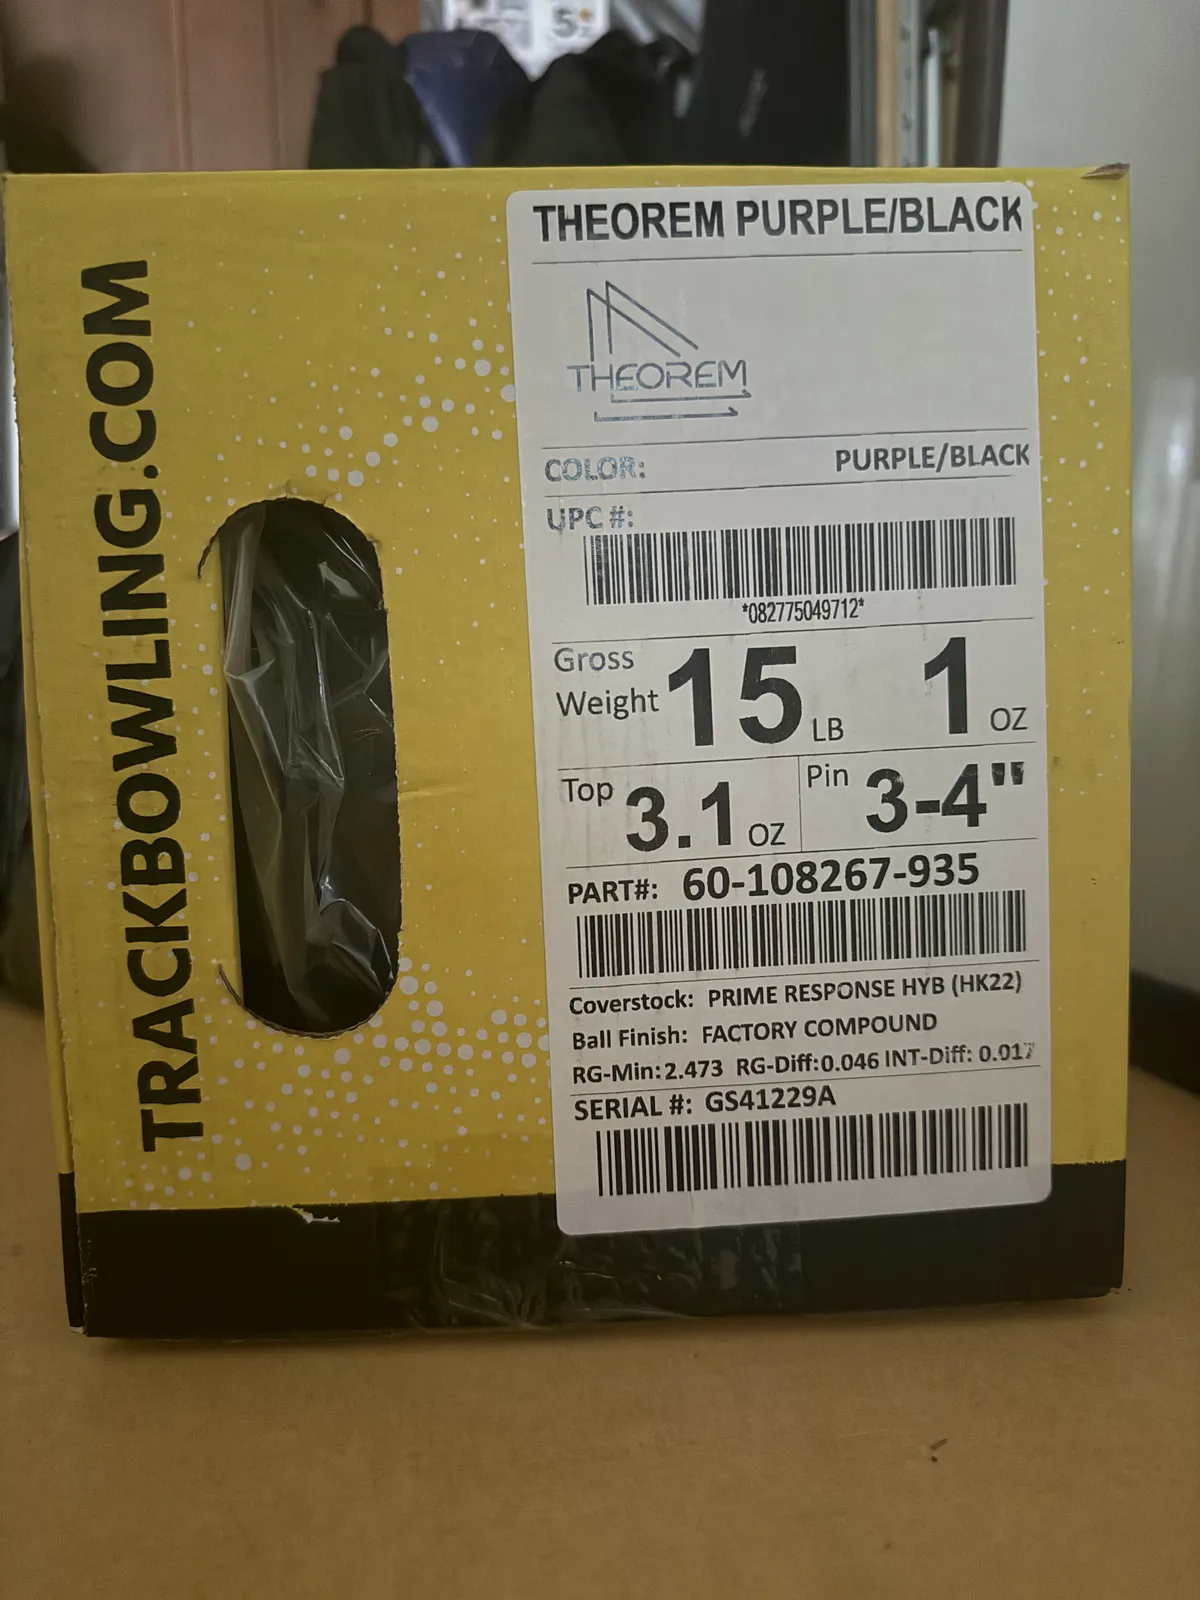 5
TRACKBOWLING.COM
THEOREM PURPLE/BLACK
THEOREM
COLOR: PURPLE/BLACK
UPC #:
*082775049712*
Gross Weight 15 LB 1 OZ
Top 3.1 OZ Pin 3-4"
PART#: 60-108267-935
Coverstock: PRIME RESPONSE HYB (HK22)
Ball Finish: FACTORY COMPOUND
RG-Min: 2.473 RG-Diff: 0.046 INT-Diff: 0.017
SERIAL #: GS41229A